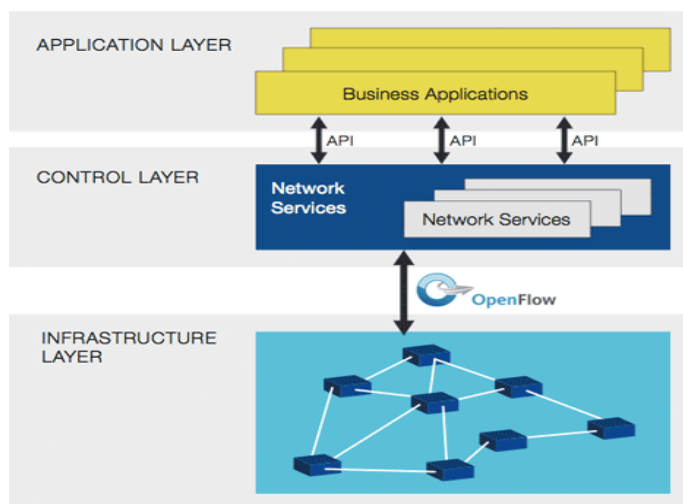 APPLICATION LAYER
Business Applications
API
API
API
CONTROL LAYER
Network
Services
Network Services
OpenFlow
INFRASTRUCTURE
LAYER